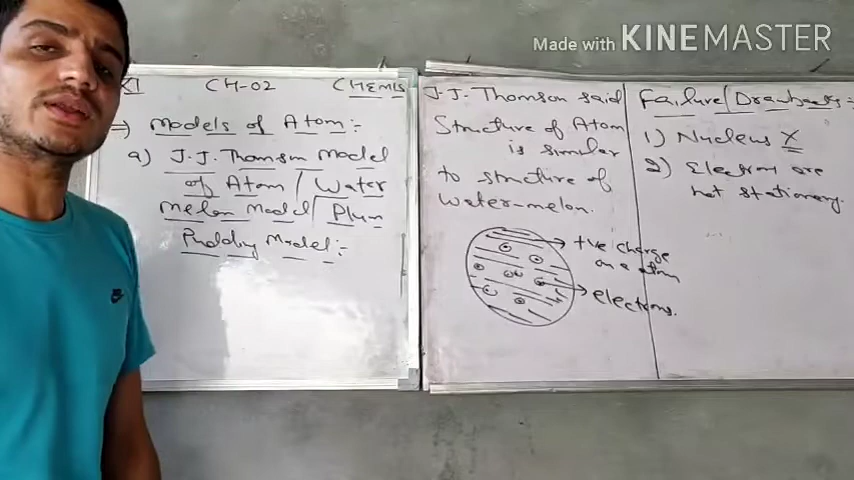 Made with KINEMASTER
XI CH-02 CHEMIS
⇒ Models of Atom:-
a) J.J. Thomson Model
of Atom / Water
Melon Model / Plum
Pudding Model:-
J.J. Thomson said
Structure of Atom
is similar
to structure of
water-melon.
+ve charge
on a atom
electrons.
Failure / Drawbacks:-
1) Nucleus X
2) Electron are
not stationary.